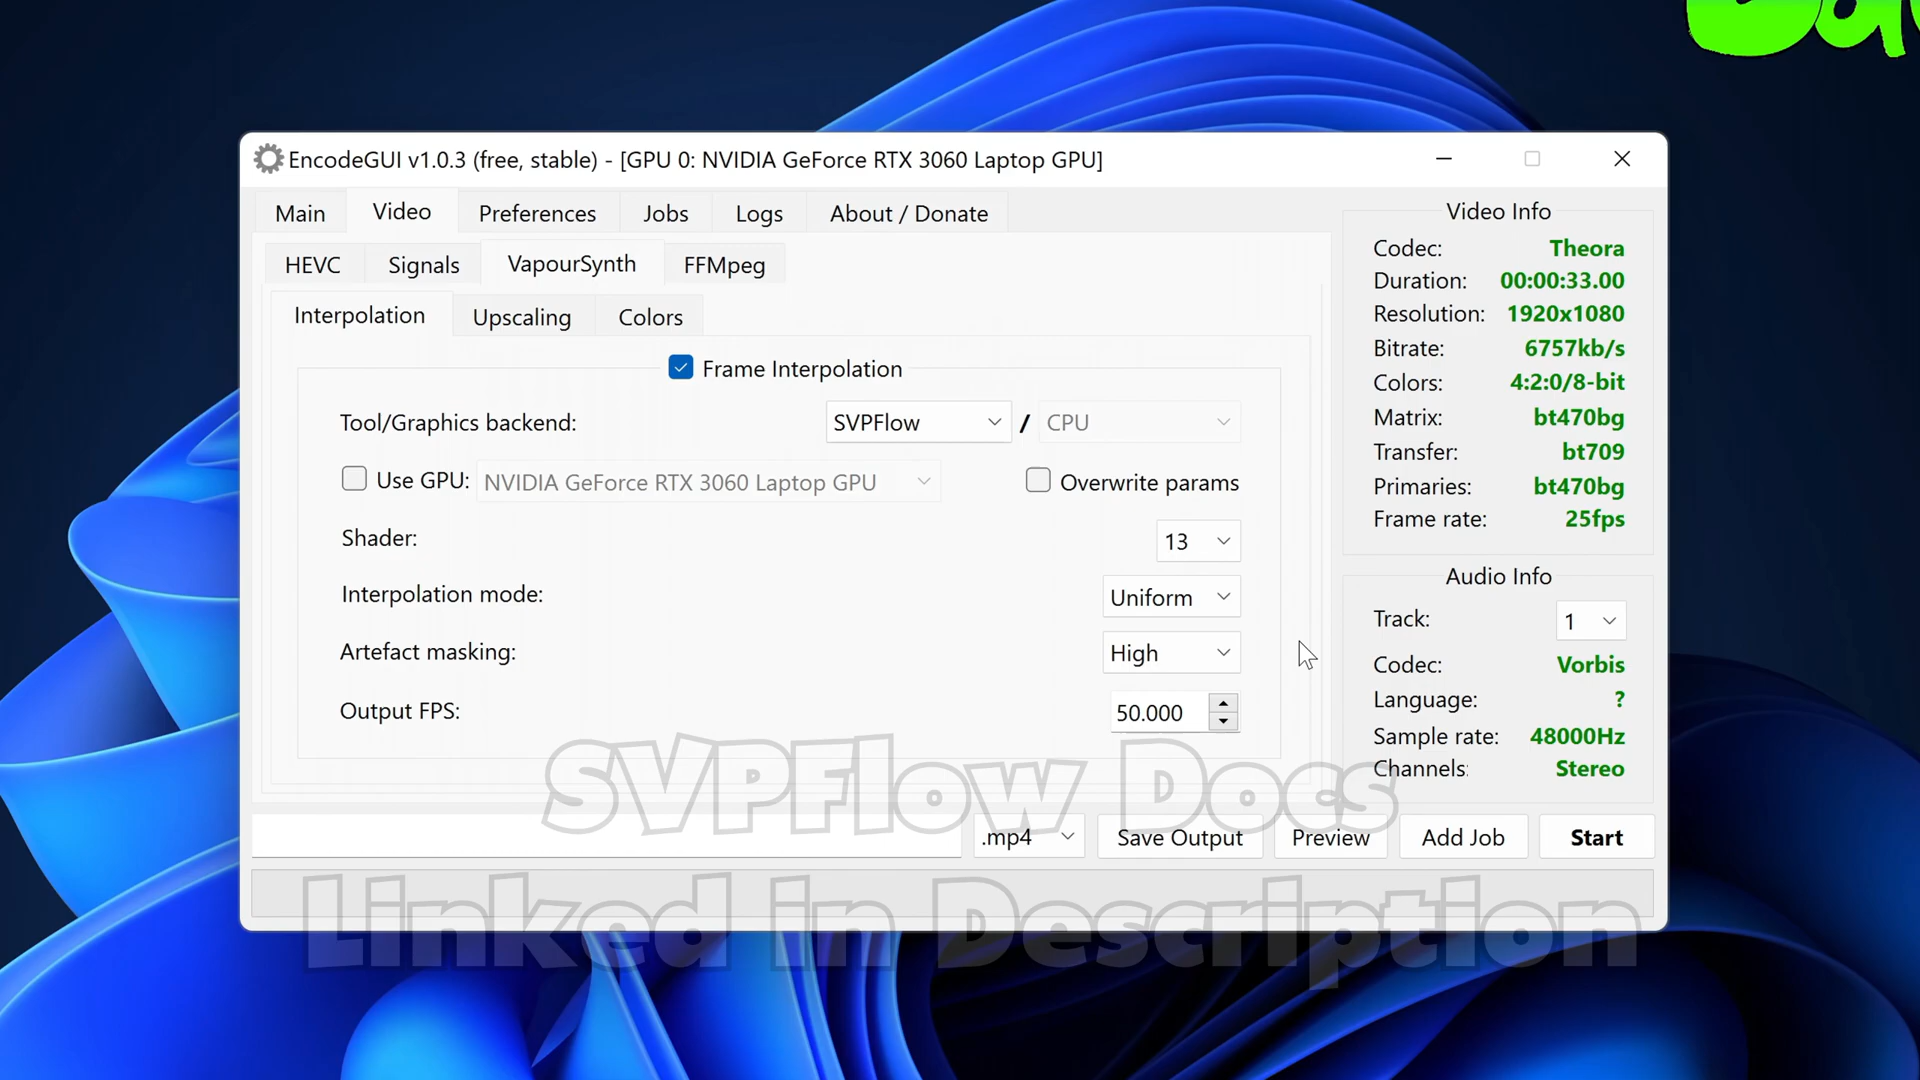 EncodeGUI v1.0.3 (free, stable) - [GPU 0: NVIDIA GeForce RTX 3060 Laptop GPU]
Main Video Preferences Jobs Logs About / Donate
HEVC Signals VapourSynth FFMpeg
Interpolation Upscaling Colors
Frame Interpolation
Tool/Graphics backend: SVPFlow / CPU
Use GPU: NVIDIA GeForce RTX 3060 Laptop GPU Overwrite params
Shader: 13
Interpolation mode: Uniform
Artefact masking: High
Output FPS: 50.000
Video Info
Codec: Theora
Duration: 00:00:33.00
Resolution: 1920x1080
Bitrate: 6757kb/s
Colors: 4:2:0/8-bit
Matrix: bt470bg
Transfer: bt709
Primaries: bt470bg
Frame rate: 25fps
Audio Info
Track: 1
Codec: Vorbis
Language: ?
Sample rate: 48000Hz
Channels: Stereo
.mp4 Save Output Preview Add Job Start
SVPFlow Docs
Linked in Description